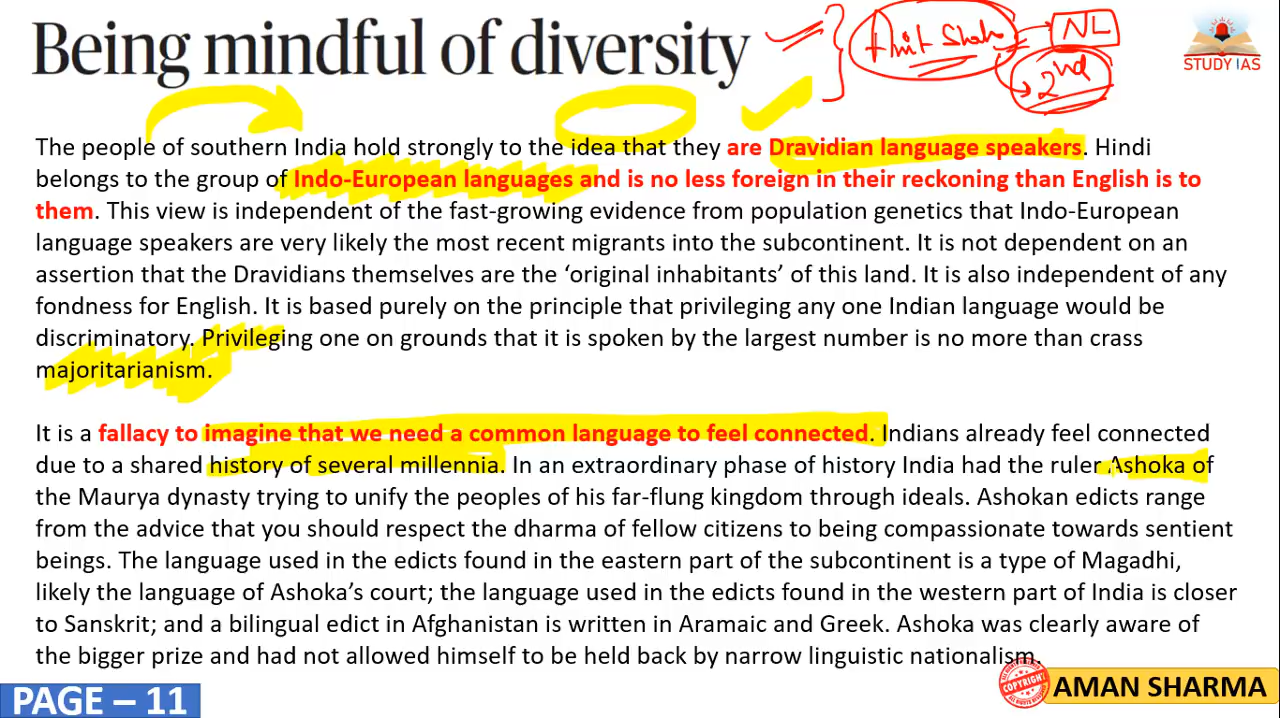 Being mindful of diversity
Amit Shah
NL
2nd
STUDY IAS
The people of southern India hold strongly to the idea that they are Dravidian language speakers. Hindi
belongs to the group of Indo-European languages and is no less foreign in their reckoning than English is to
them. This view is independent of the fast-growing evidence from population genetics that Indo-European
language speakers are very likely the most recent migrants into the subcontinent. It is not dependent on an
assertion that the Dravidians themselves are the ‘original inhabitants’ of this land. It is also independent of any
fondness for English. It is based purely on the principle that privileging any one Indian language would be
discriminatory. Privileging one on grounds that it is spoken by the largest number is no more than crass
majoritarianism.
It is a fallacy to imagine that we need a common language to feel connected. Indians already feel connected
due to a shared history of several millennia. In an extraordinary phase of history India had the ruler Ashoka of
the Maurya dynasty trying to unify the peoples of his far-flung kingdom through ideals. Ashokan edicts range
from the advice that you should respect the dharma of fellow citizens to being compassionate towards sentient
beings. The language used in the edicts found in the eastern part of the subcontinent is a type of Magadhi,
likely the language of Ashoka’s court; the language used in the edicts found in the western part of India is closer
to Sanskrit; and a bilingual edict in Afghanistan is written in Aramaic and Greek. Ashoka was clearly aware of
the bigger prize and had not allowed himself to be held back by narrow linguistic nationalism.
PAGE – 11
COPYRIGHT
AMAN SHARMA